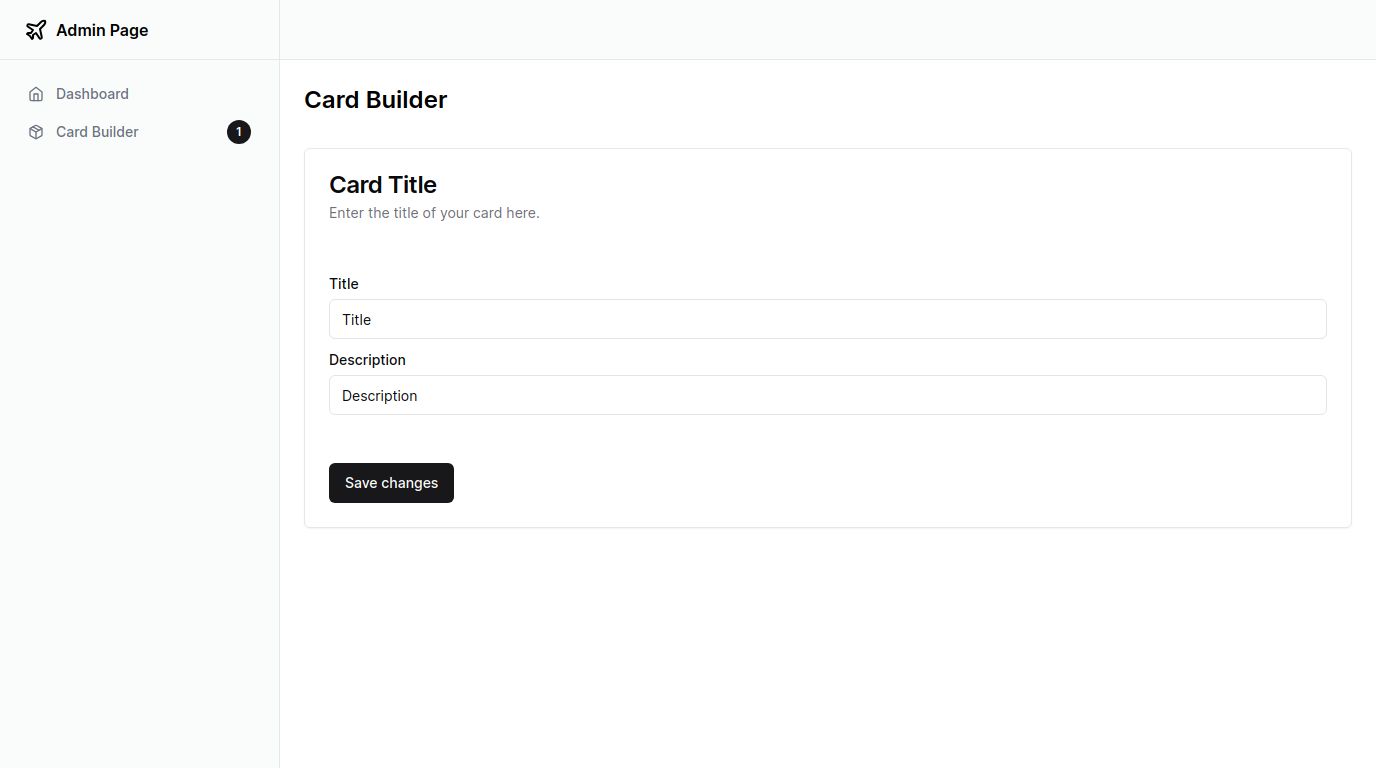 Admin Page
Dashboard
Card Builder 1
Card Builder
Card Title
Enter the title of your card here.
Title
Title
Description
Description
Save changes